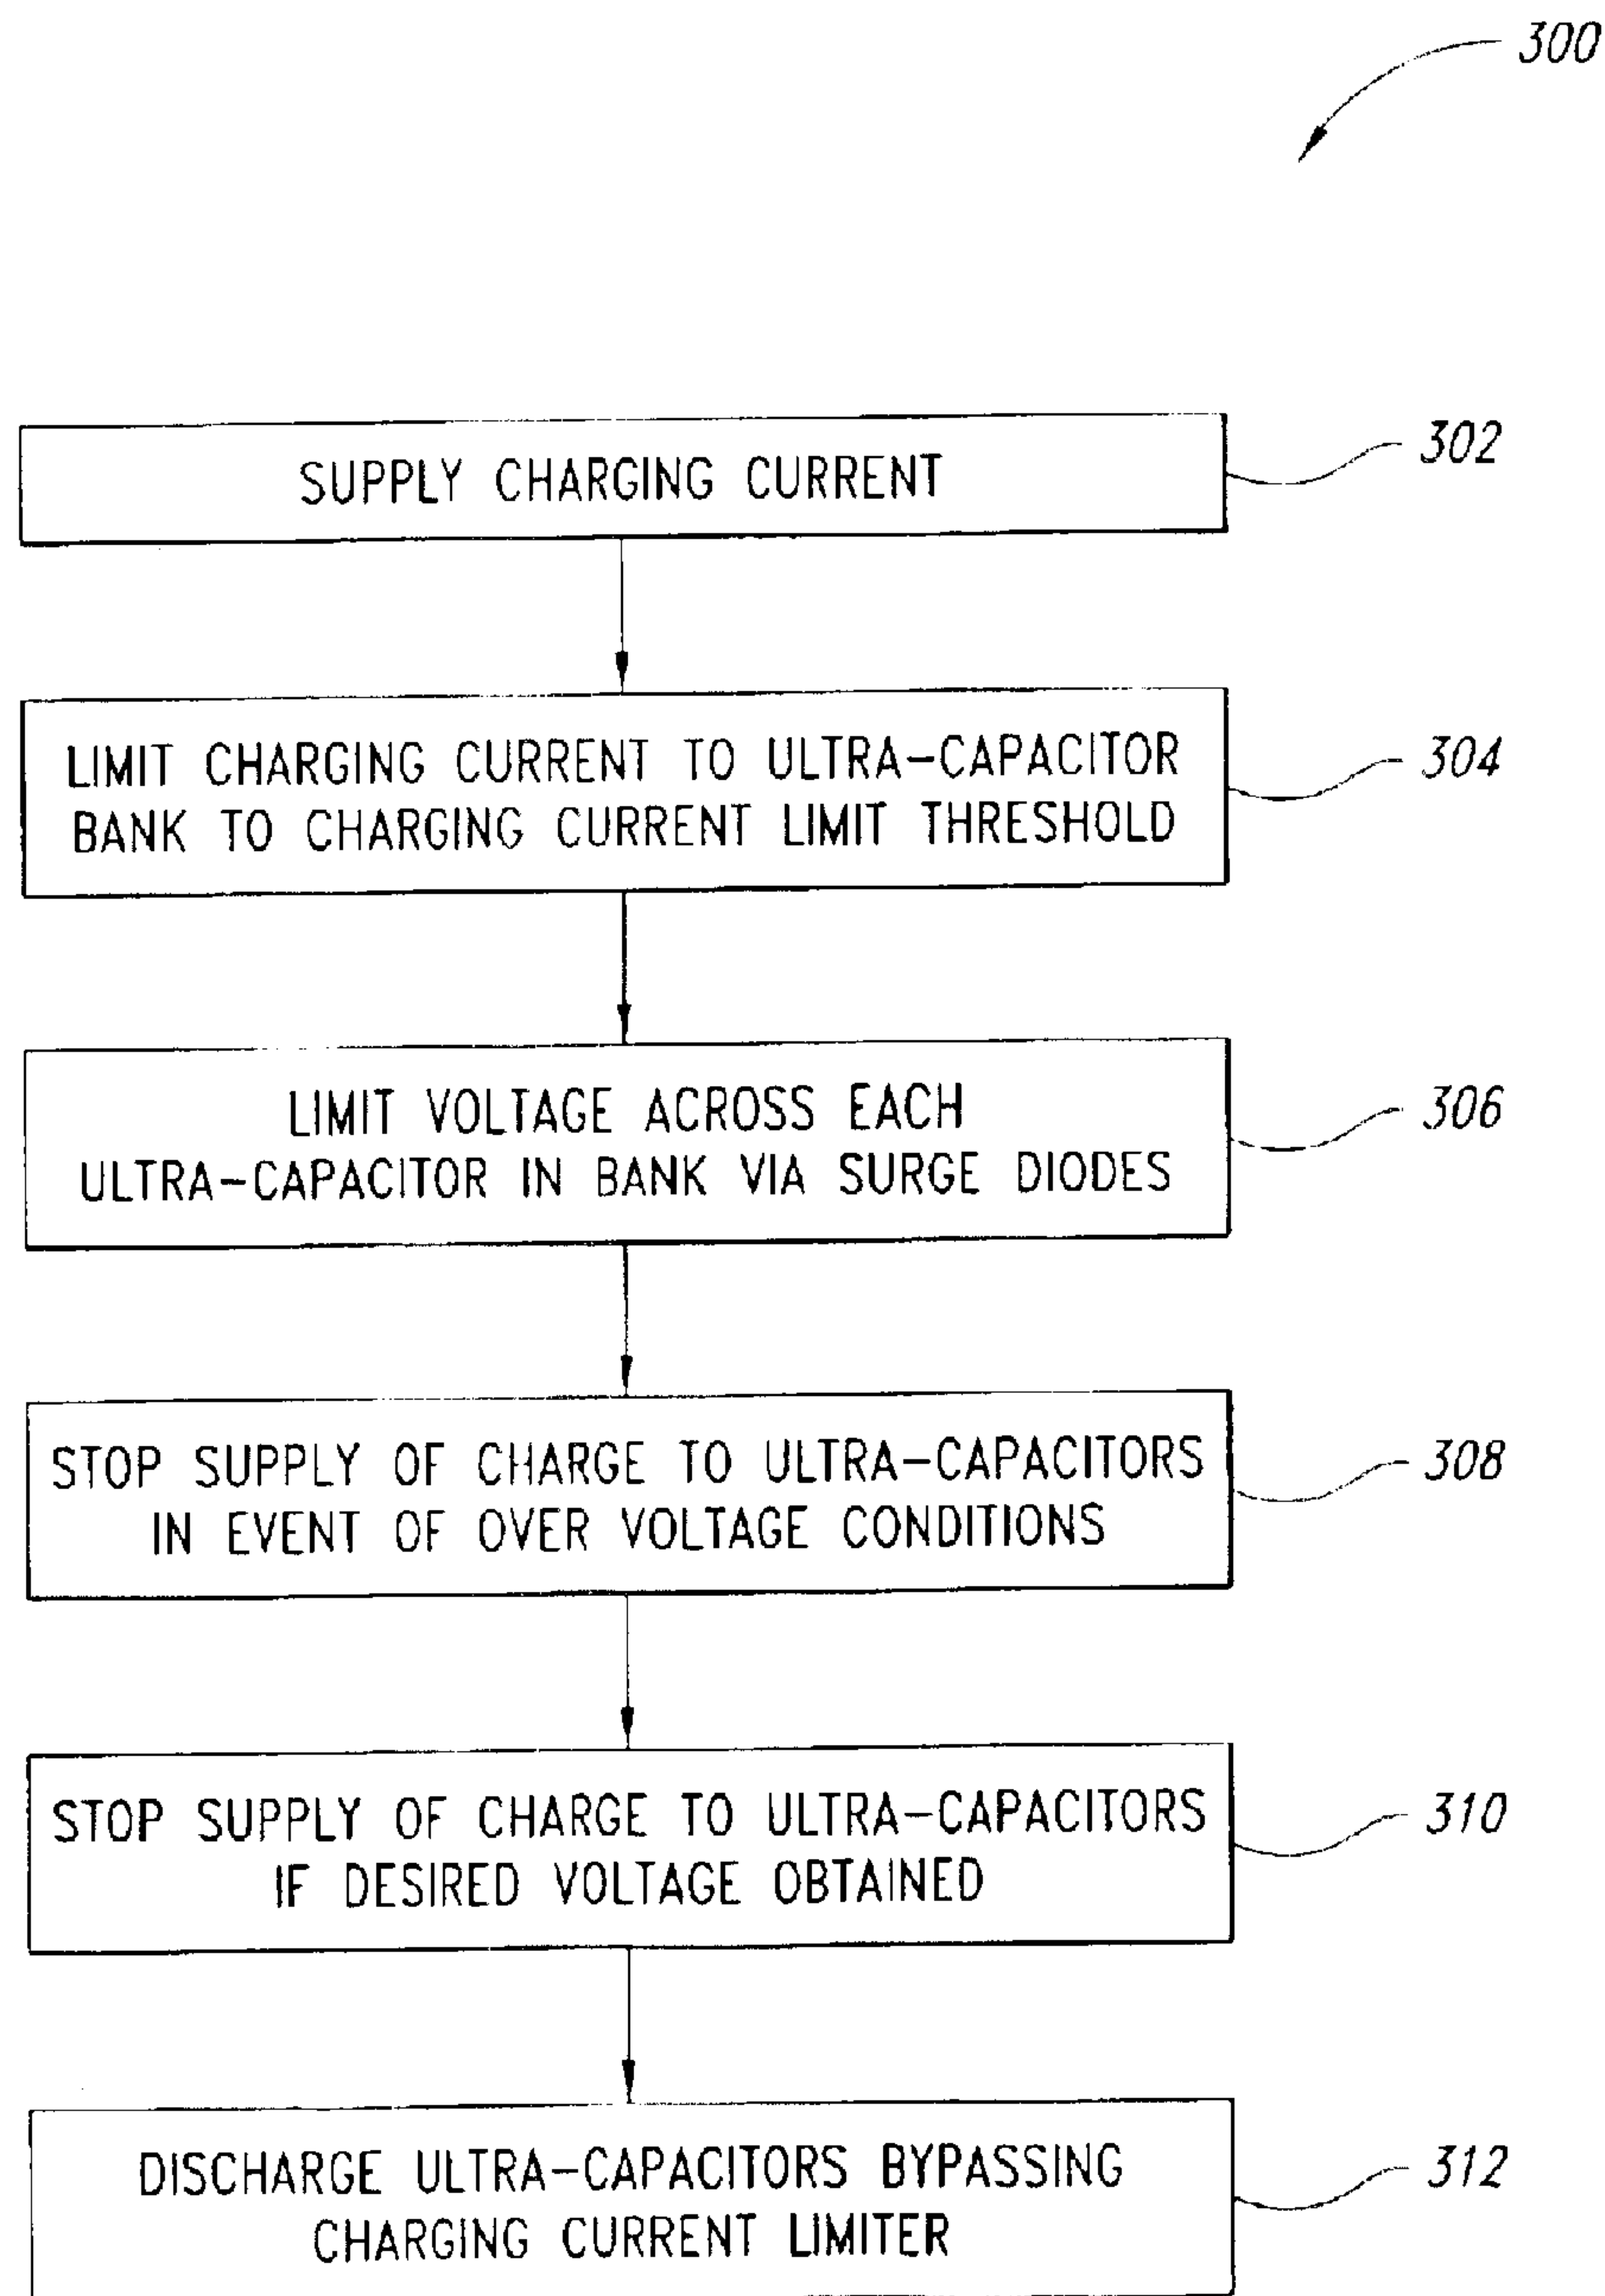 300
SUPPLY CHARGING CURRENT
302
LIMIT CHARGING CURRENT TO ULTRA-CAPACITOR
BANK TO CHARGING CURRENT LIMIT THRESHOLD
304
LIMIT VOLTAGE ACROSS EACH
ULTRA-CAPACITOR IN BANK VIA SURGE DIODES
306
STOP SUPPLY OF CHARGE TO ULTRA-CAPACITORS
IN EVENT OF OVER VOLTAGE CONDITIONS
308
STOP SUPPLY OF CHARGE TO ULTRA-CAPACITORS
IF DESIRED VOLTAGE OBTAINED
310
DISCHARGE ULTRA-CAPACITORS BYPASSING
CHARGING CURRENT LIMITER
312